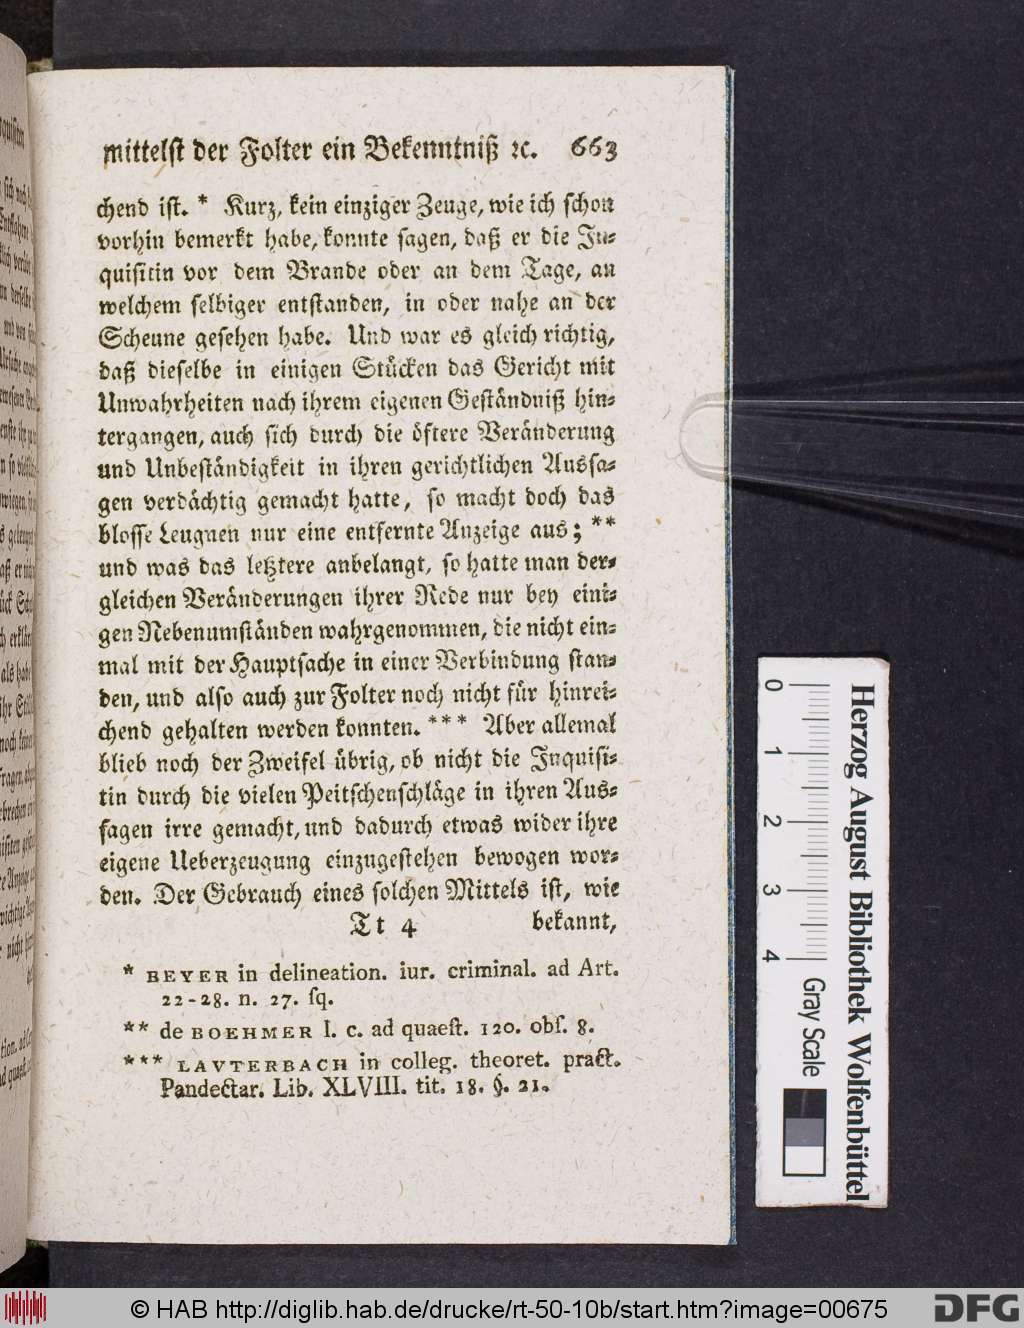 mittelst der Folter ein Bekenntniß ꝛc. 663
chend ist. * Kurz, kein einziger Zeuge, wie ich schon
vorhin bemerkt habe, konnte sagen, daß er die In-
quisitin vor dem Brande oder an dem Tage, an
welchem selbiger entstanden, in oder nahe an der
Scheune gesehen habe. Und war es gleich richtig,
daß dieselbe in einigen Stücken das Gericht mit
Unwahrheiten nach ihrem eigenen Geständniß hin-
tergangen, auch sich durch die öftere Veränderung
und Unbeständigkeit in ihren gerichtlichen Aussa-
gen verdächtig gemacht hatte, so macht doch das
blosse Leugnen nur eine entfernte Anzeige aus; **
und was das letztere anbelangt, so hatte man der-
gleichen Veränderungen ihrer Rede nur bey eini-
gen Nebenumständen wahrgenommen, die nicht ein-
mal mit der Hauptsache in einer Verbindung stan-
den, und also auch zur Folter noch nicht für hinrei-
chend gehalten werden konnten. *** Aber allemal
blieb noch der Zweifel übrig, ob nicht die Inquisi-
tin durch die vielen Peitschenschläge in ihren Aus-
sagen irre gemacht, und dadurch etwas wider ihre
eigene Ueberzeugung einzugestehen bewogen wor-
den. Der Gebrauch eines solchen Mittels ist, wie
Tt 4 bekannt,
* BEYER in delineation. iur. criminal. ad Art.
22-28. n. 27. ſq.
** de BOEHMER l. c. ad quaeſt. 120. obſ. 8.
*** LAVTERBACH in colleg. theoret. pract.
Pandectar. Lib. XLVIII. tit. 18. §. 21.
0 1 2 3 4 Gray Scale
Herzog August Bibliothek Wolfenbüttel
© HAB http://diglib.hab.de/drucke/rt-50-10b/start.htm?image=00675
DFG